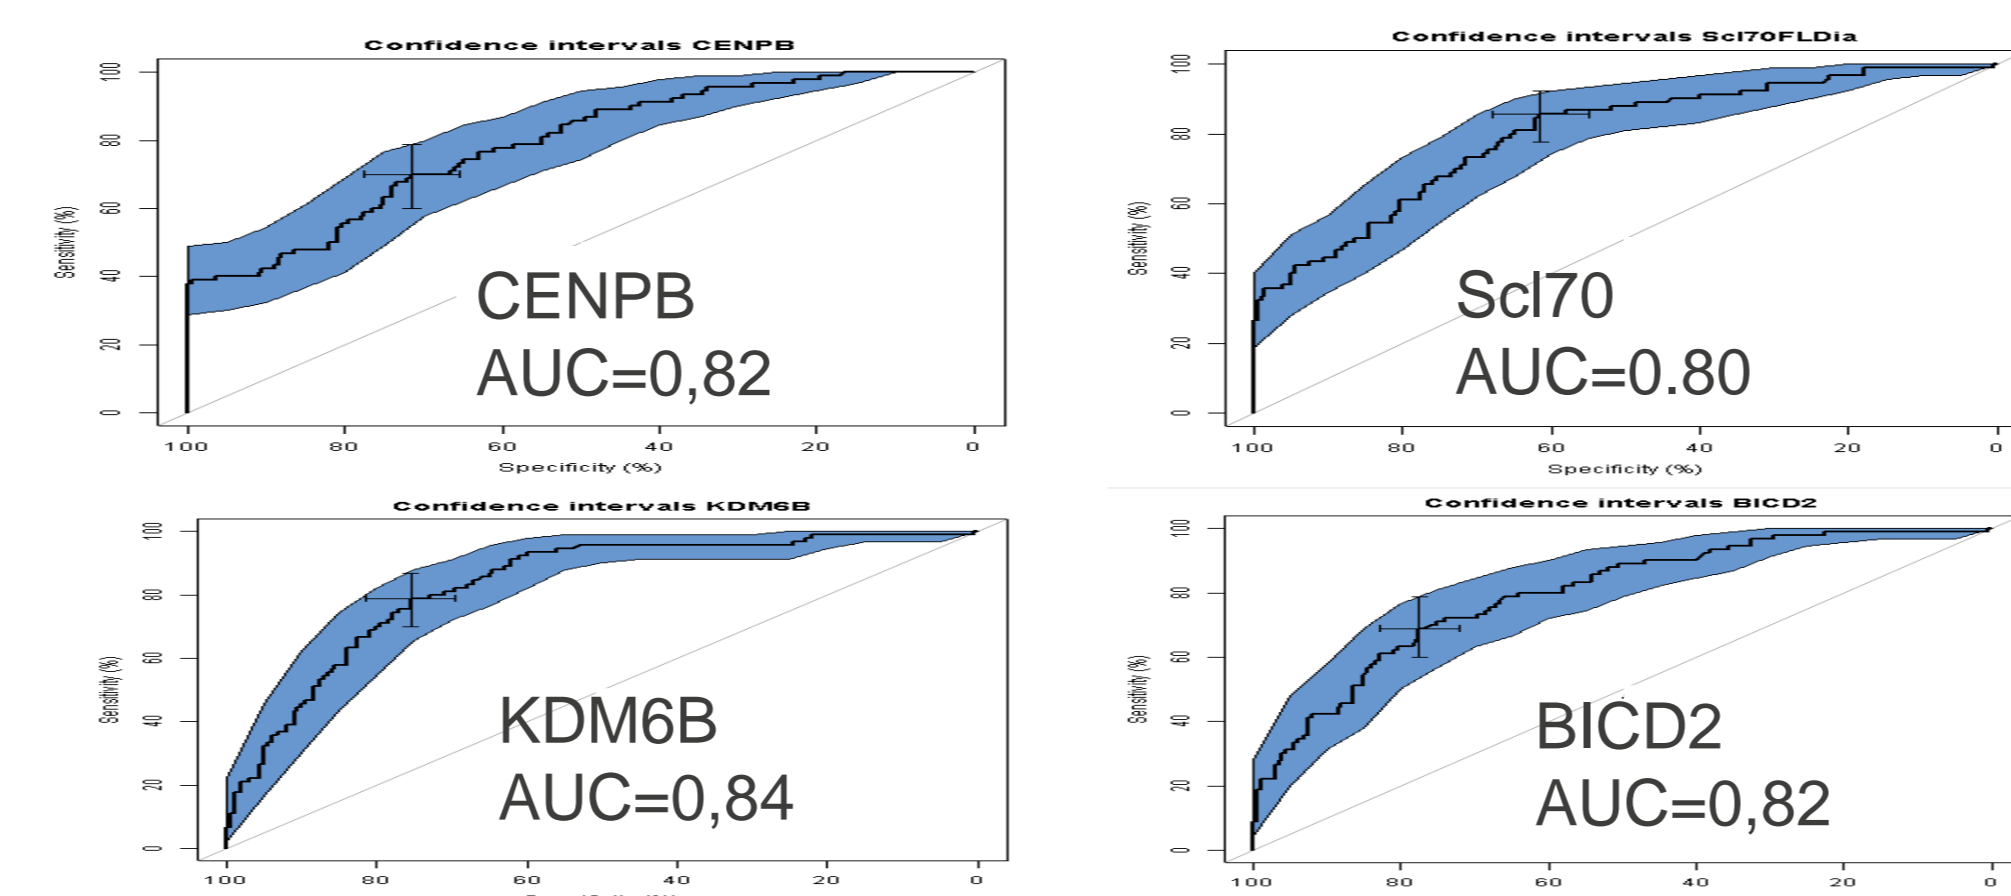 Confidence intervals CENPB
Sensitivity (%)
100
80
60
40
20
0
CENPB
AUC=0,82
100 80 60 40 20 0
Specificity (%)
Confidence intervals Scl70FLDia
Sensitivity (%)
100
80
60
40
20
0
Scl70
AUC=0.80
100 80 60 40 20 0
Specificity (%)
Confidence intervals KDM6B
Sensitivity (%)
100
80
60
40
20
0
KDM6B
AUC=0,84
100 80 60 40 20 0
Confidence intervals BICD2
Sensitivity (%)
100
80
60
40
20
0
BICD2
AUC=0,82
100 80 60 40 20 0